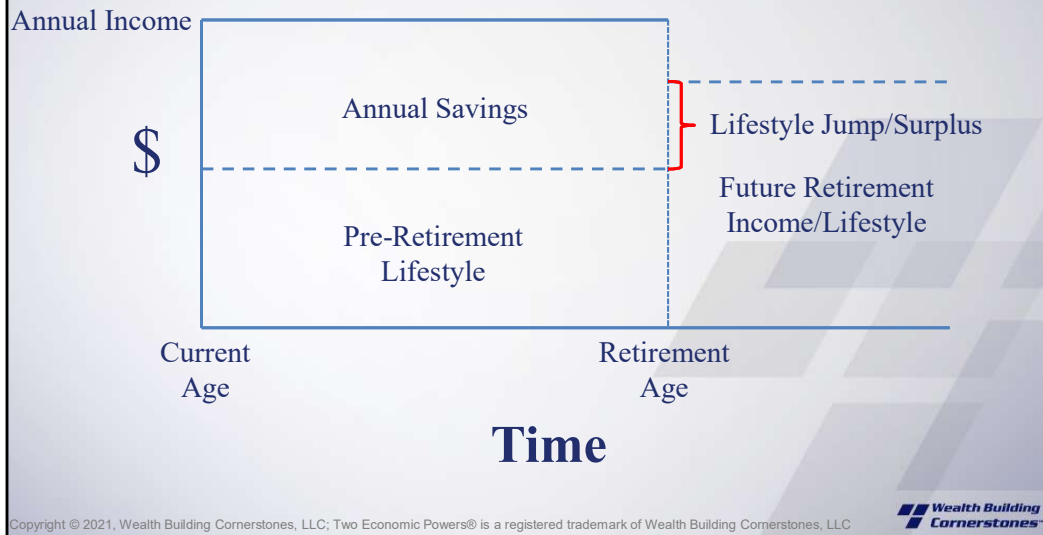 Annual Income
$
Annual Savings
Lifestyle Jump/Surplus
Future Retirement
Income/Lifestyle
Pre-Retirement
Lifestyle
Current
Age
Retirement
Age
Time
Copyright © 2021, Wealth Building Cornerstones, LLC; Two Economic Powers® is a registered trademark of Wealth Building Cornerstones, LLC
Wealth Building
Cornerstones